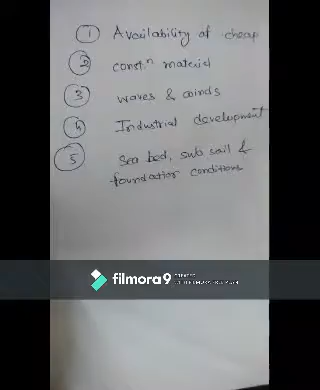 1 Availability of cheap
2 constn material
3 waves & winds
4 Industrial development
5 Sea bed, sub soil &
foundation conditions
filmora9
CREATED